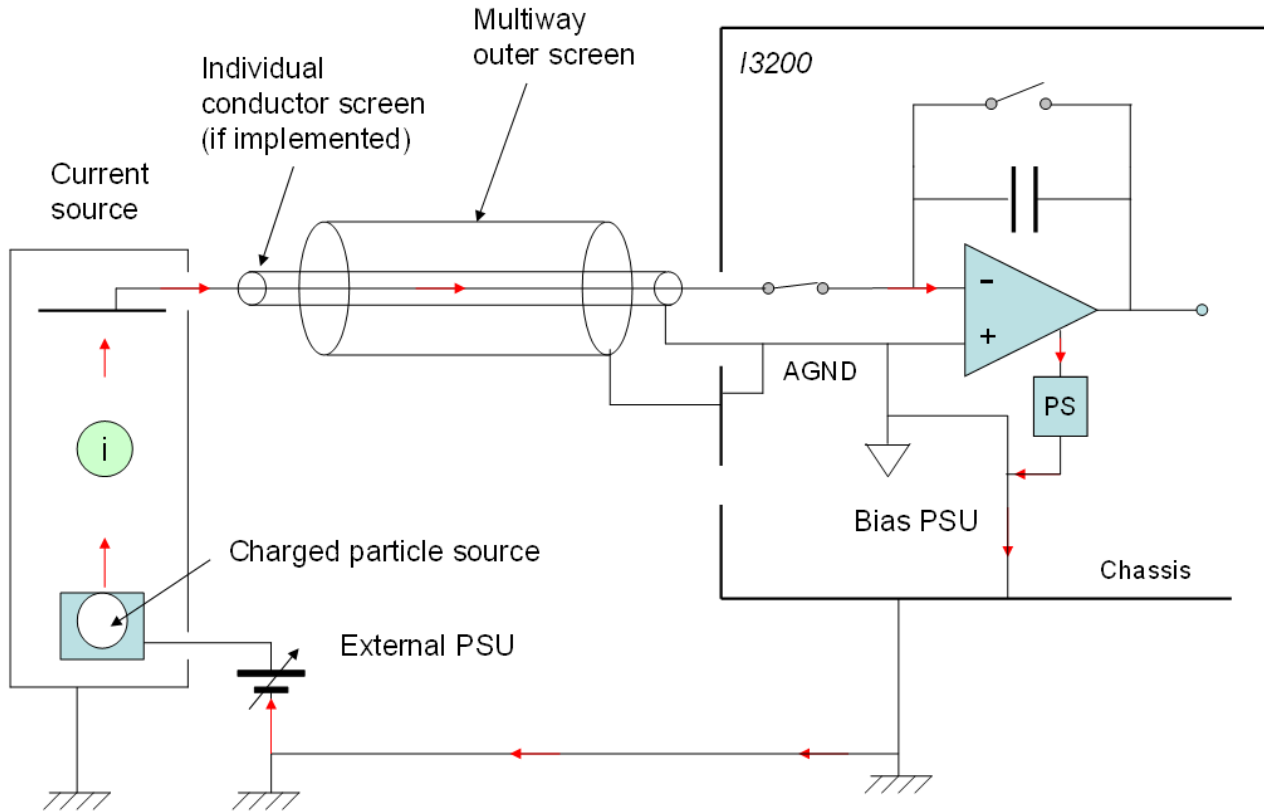 Multiway
outer screen
I3200
Individual
conductor screen
(if implemented)
Current
source
-
+
AGND
PS
i
Bias PSU
Charged particle source
Chassis
External PSU